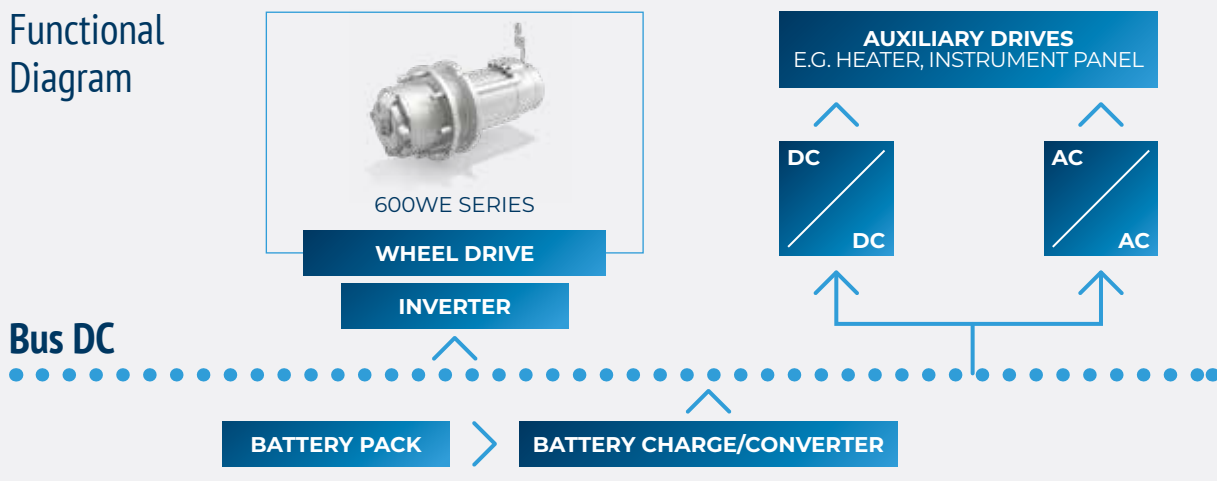 Functional
Diagram
600WE SERIES
WHEEL DRIVE
INVERTER
AUXILIARY DRIVES
E.G. HEATER, INSTRUMENT PANEL
DC
DC
AC
AC
Bus DC
BATTERY PACK
BATTERY CHARGE/CONVERTER